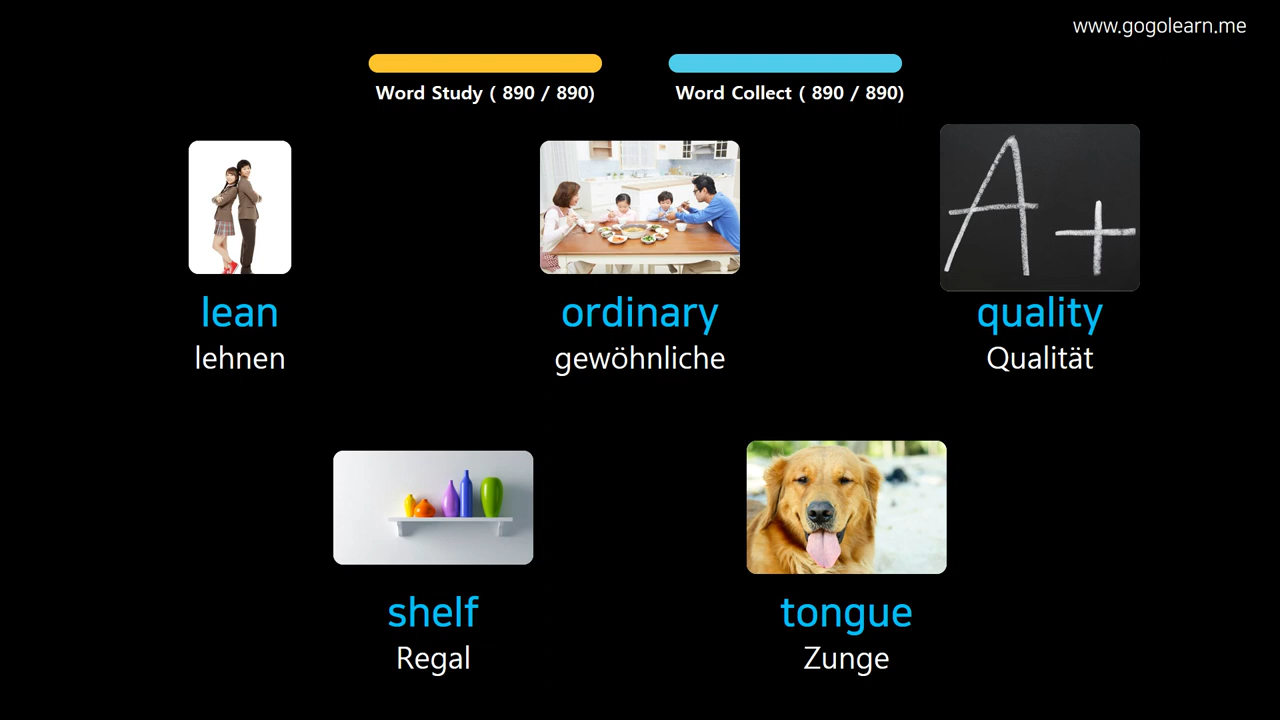 www.gogolearn.me
Word Study ( 890 / 890)
Word Collect ( 890 / 890)
A+
lean
lehnen
ordinary
gewöhnliche
quality
Qualität
shelf
Regal
tongue
Zunge